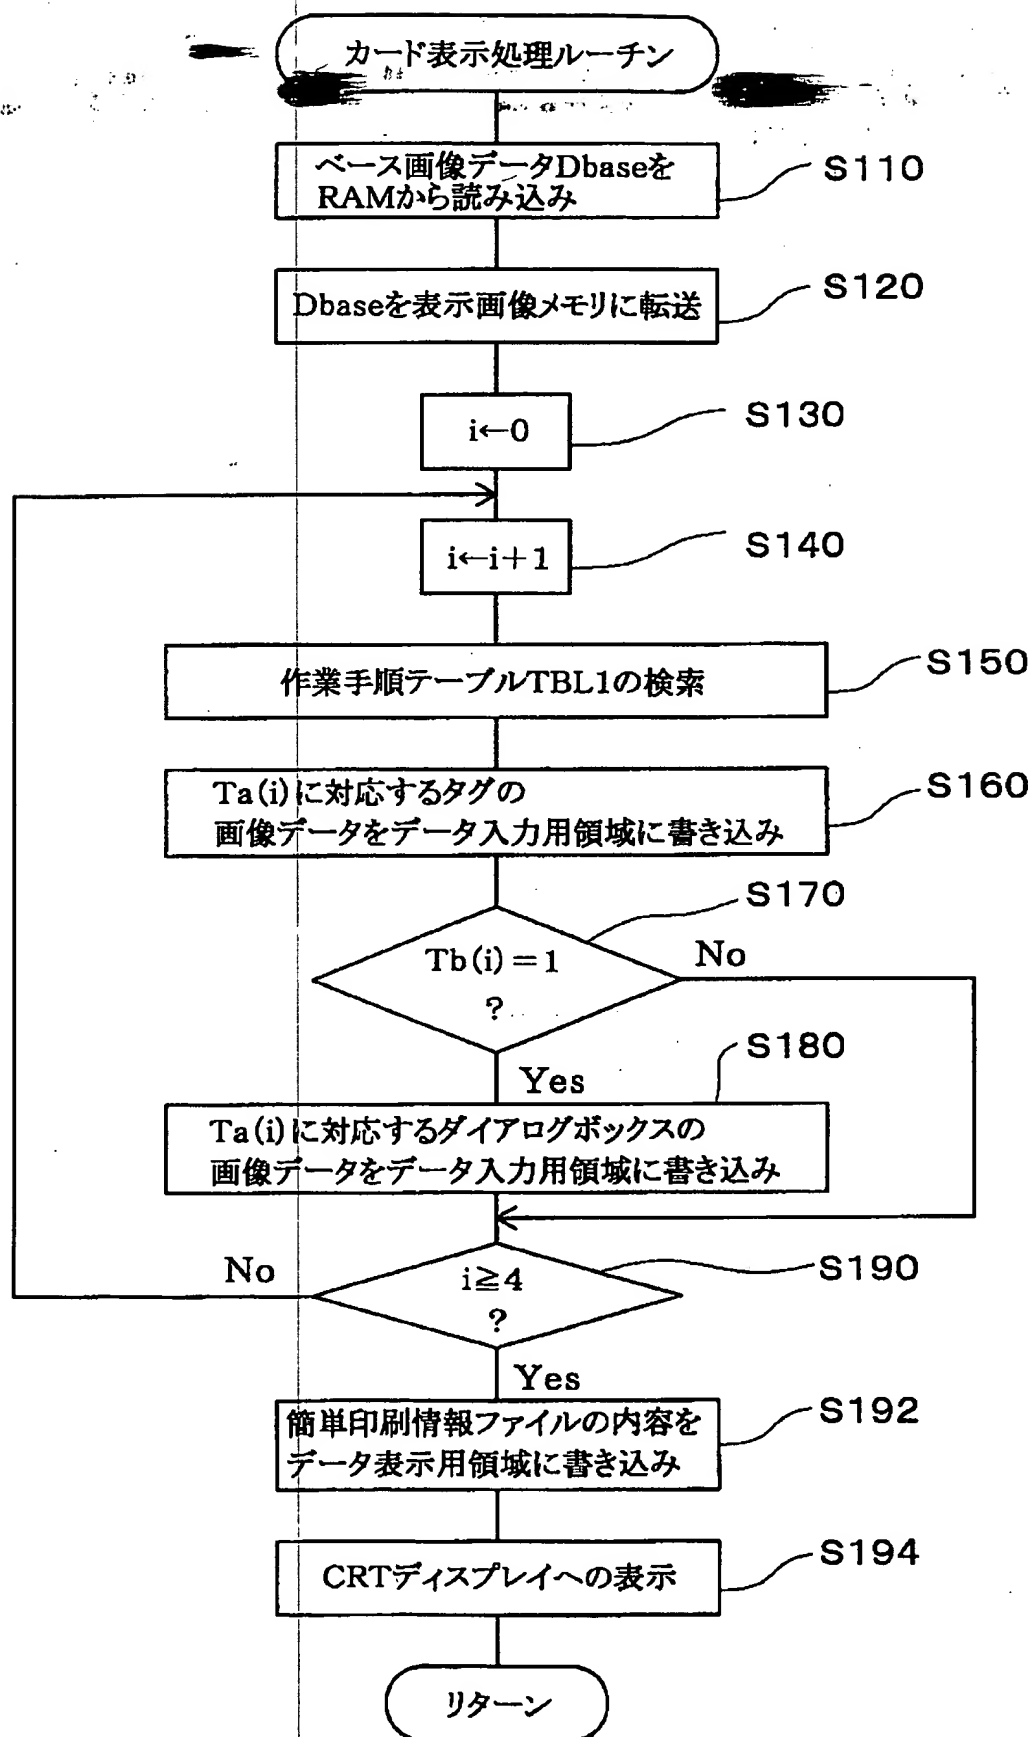 カード表示処理ルーチン
ベース画像データDbaseを
RAMから読み込み
S110
Dbaseを表示画像メモリに転送
S120
i←0
S130
i←i+1
S140
作業手順テーブルTBL1の検索
S150
Ta(i)に対応するタグの
画像データをデータ入力用領域に書き込み
S160
S170
Tb(i)=1
?
No
Yes
S180
Ta(i)に対応するダイアログボックスの
画像データをデータ入力用領域に書き込み
No
i≧4
?
S190
Yes
簡単印刷情報ファイルの内容を
データ表示用領域に書き込み
S192
CRTディスプレイへの表示
S194
リターン